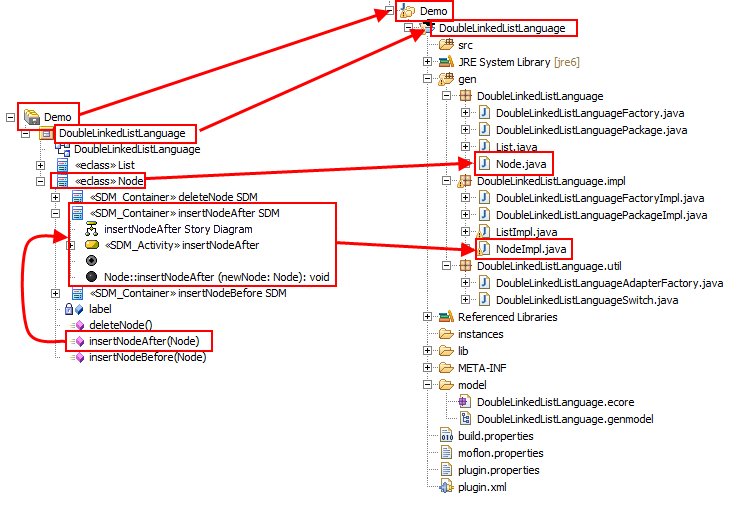 Demo
DoubleLinkedListLanguage
DoubleLinkedListLanguage
«eclass» List
«eclass» Node
«SDM_Container» deleteNode SDM
«SDM_Container» insertNodeAfter SDM
insertNodeAfter Story Diagram
«SDM_Activity» insertNodeAfter
Node::insertNodeAfter (newNode: Node): void
«SDM_Container» insertNodeBefore SDM
label
deleteNode()
insertNodeAfter(Node)
insertNodeBefore(Node)
Demo
DoubleLinkedListLanguage
src
JRE System Library [jre6]
gen
DoubleLinkedListLanguage
DoubleLinkedListLanguageFactory.java
DoubleLinkedListLanguagePackage.java
List.java
Node.java
DoubleLinkedListLanguage.impl
DoubleLinkedListLanguageFactoryImpl.java
DoubleLinkedListLanguagePackageImpl.java
ListImpl.java
NodeImpl.java
DoubleLinkedListLanguage.util
DoubleLinkedListLanguageAdapterFactory.java
DoubleLinkedListLanguageSwitch.java
Referenced Libraries
instances
lib
META-INF
model
DoubleLinkedListLanguage.ecore
DoubleLinkedListLanguage.genmodel
build.properties
moflon.properties
plugin.properties
plugin.xml